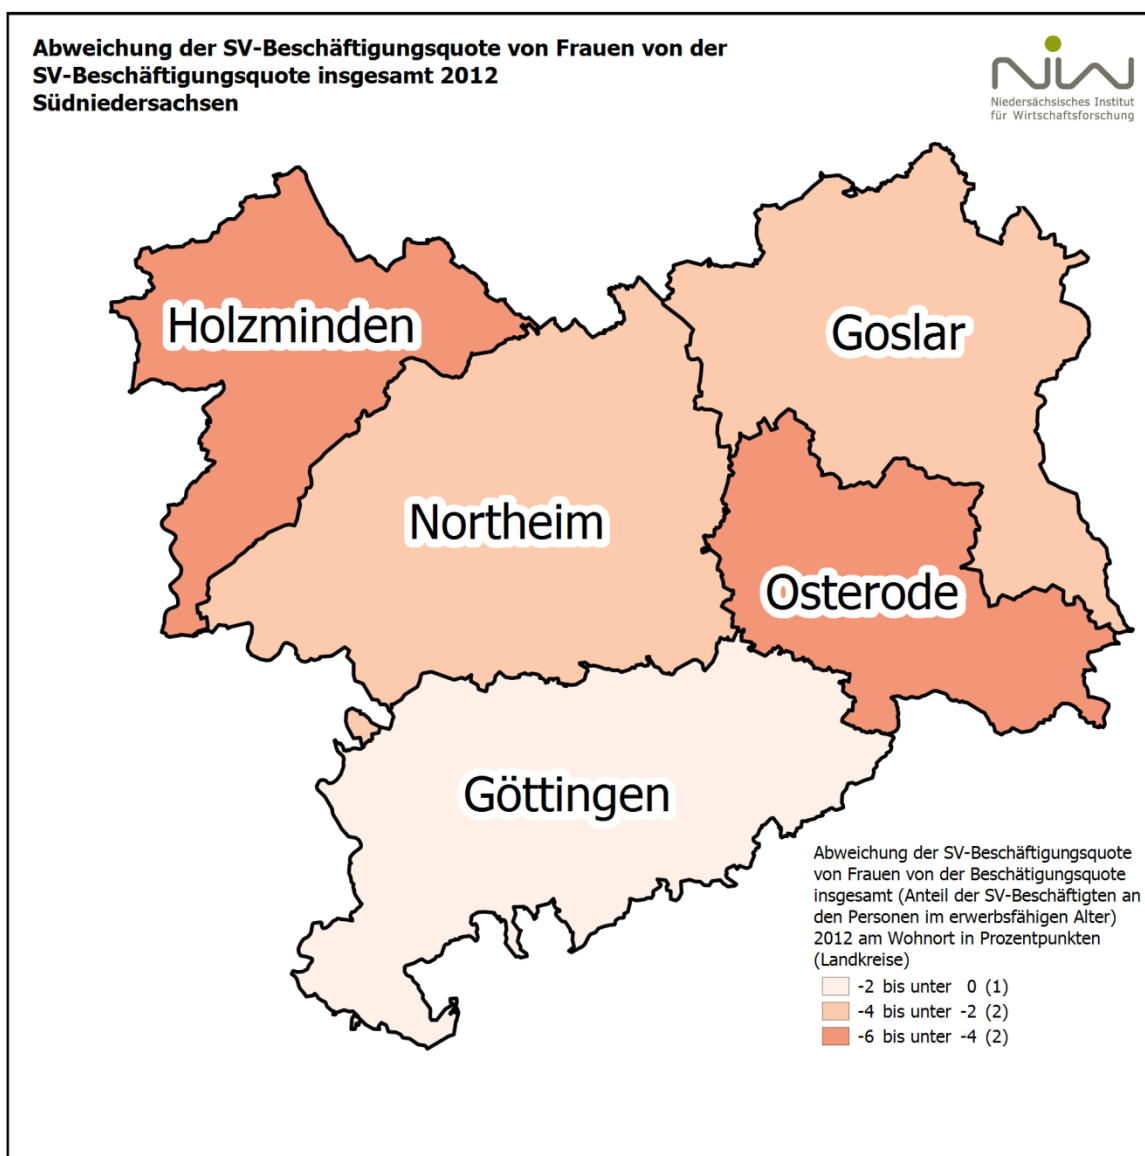 Abweichung der SV-Beschäftigungsquote von Frauen von der
SV-Beschäftigungsquote insgesamt 2012
Südniedersachsen
NIW
Niedersächsisches Institut
für Wirtschaftsforschung
Holzminden
Goslar
Northeim
Osterode
Göttingen
Abweichung der SV-Beschäftigungsquote
von Frauen von der Beschätigungsquote
insgesamt (Anteil der SV-Beschäftigten an
den Personen im erwerbsfähigen Alter)
2012 am Wohnort in Prozentpunkten
(Landkreise)
-2 bis unter 0 (1)
-4 bis unter -2 (2)
-6 bis unter -4 (2)